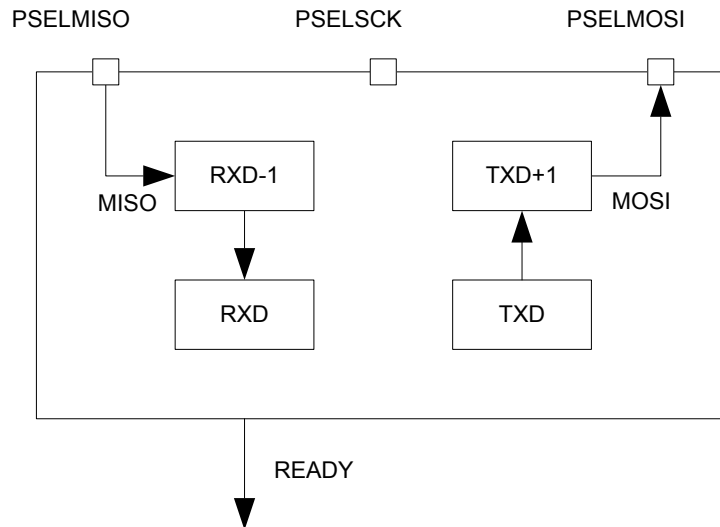 PSELMISO PSELSCK PSELMOSI
RXD-1 TXD+1
MISO MOSI
RXD TXD
READY